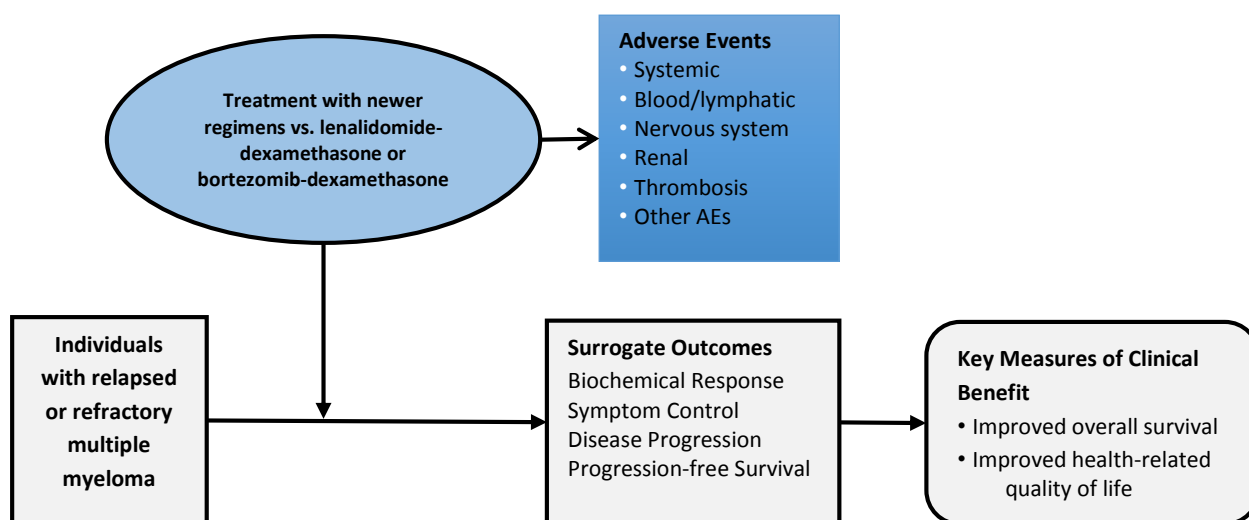 Treatment with newer
regimens vs. lenalidomide-
dexamethasone or
bortezomib-dexamethasone
Adverse Events
• Systemic
• Blood/lymphatic
• Nervous system
• Renal
• Thrombosis
• Other AEs
Individuals
with relapsed
or refractory
multiple
myeloma
Surrogate Outcomes
Biochemical Response
Symptom Control
Disease Progression
Progression-free Survival
Key Measures of Clinical
Benefit
• Improved overall survival
• Improved health-related
quality of life